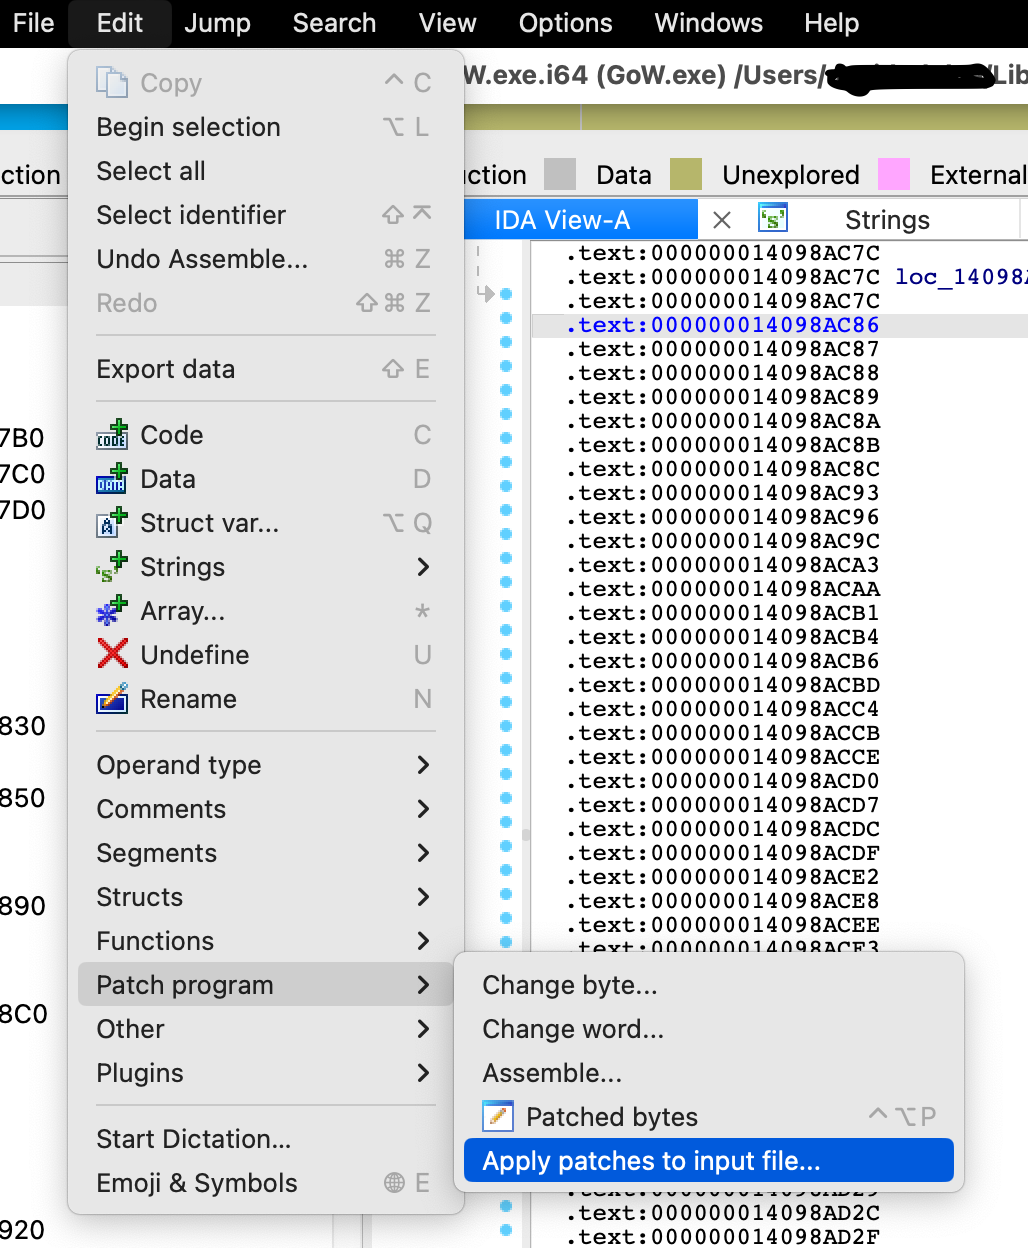 File Edit Jump Search View Options Windows Help
W.exe.i64 (GoW.exe) /Users/ Lib
ction
Copy ^ C
Begin selection ⌥ L
Select all
Select identifier ⇧ ⌤
Undo Assemble... ⌘ Z
Redo ⇧ ⌘ Z
Export data ⇧ E
Code C
Data D
Struct var... ⌥ Q
Strings
Array... *
Undefine U
Rename N
Operand type
Comments
Segments
Structs
Functions
Patch program
Other
Plugins
Start Dictation...
Emoji & Symbols E
7B0
7C0
7D0
830
850
890
8C0
920
ction Data Unexplored External
IDA View-A Strings
.text:000000014098AC7C
.text:000000014098AC7C loc_14098
.text:000000014098AC7C
.text:000000014098AC86
.text:000000014098AC87
.text:000000014098AC88
.text:000000014098AC89
.text:000000014098AC8A
.text:000000014098AC8B
.text:000000014098AC8C
.text:000000014098AC93
.text:000000014098AC96
.text:000000014098AC9C
.text:000000014098ACA3
.text:000000014098ACAA
.text:000000014098ACB1
.text:000000014098ACB4
.text:000000014098ACB6
.text:000000014098ACBD
.text:000000014098ACC4
.text:000000014098ACCB
.text:000000014098ACCE
.text:000000014098ACD0
.text:000000014098ACD7
.text:000000014098ACDC
.text:000000014098ACDF
.text:000000014098ACE2
.text:000000014098ACE8
.text:000000014098ACEE
Change byte...
Change word...
Assemble...
Patched bytes ^ ⌥ P
Apply patches to input file...
.text:000000014098AD2C
.text:000000014098AD2F